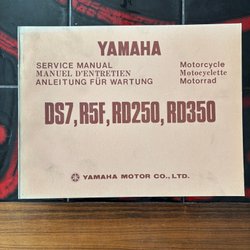 YAMAHA
SERVICE MANUAL Motorcycle
MANUEL D'ENTRETIEN Motocyclette
ANLEITUNG FÜR WARTUNG Motorrad
DS7, R5F, RD250, RD350
YAMAHA MOTOR CO., LTD.